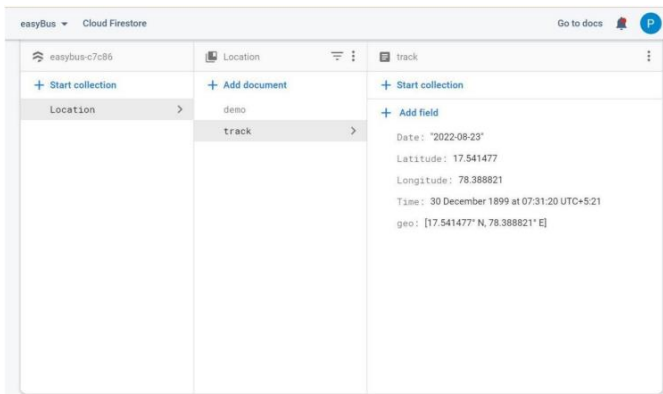 easyBus Cloud Firestore Go to docs P
easybus-c7c86
+ Start collection
Location
Location
+ Add document
demo
track
track
+ Start collection
+ Add field
Date: "2022-08-23"
Latitude: 17.541477
Longitude: 78.388821
Time: 30 December 1899 at 07:31:20 UTC+5:21
geo: [17.541477° N, 78.388821° E]